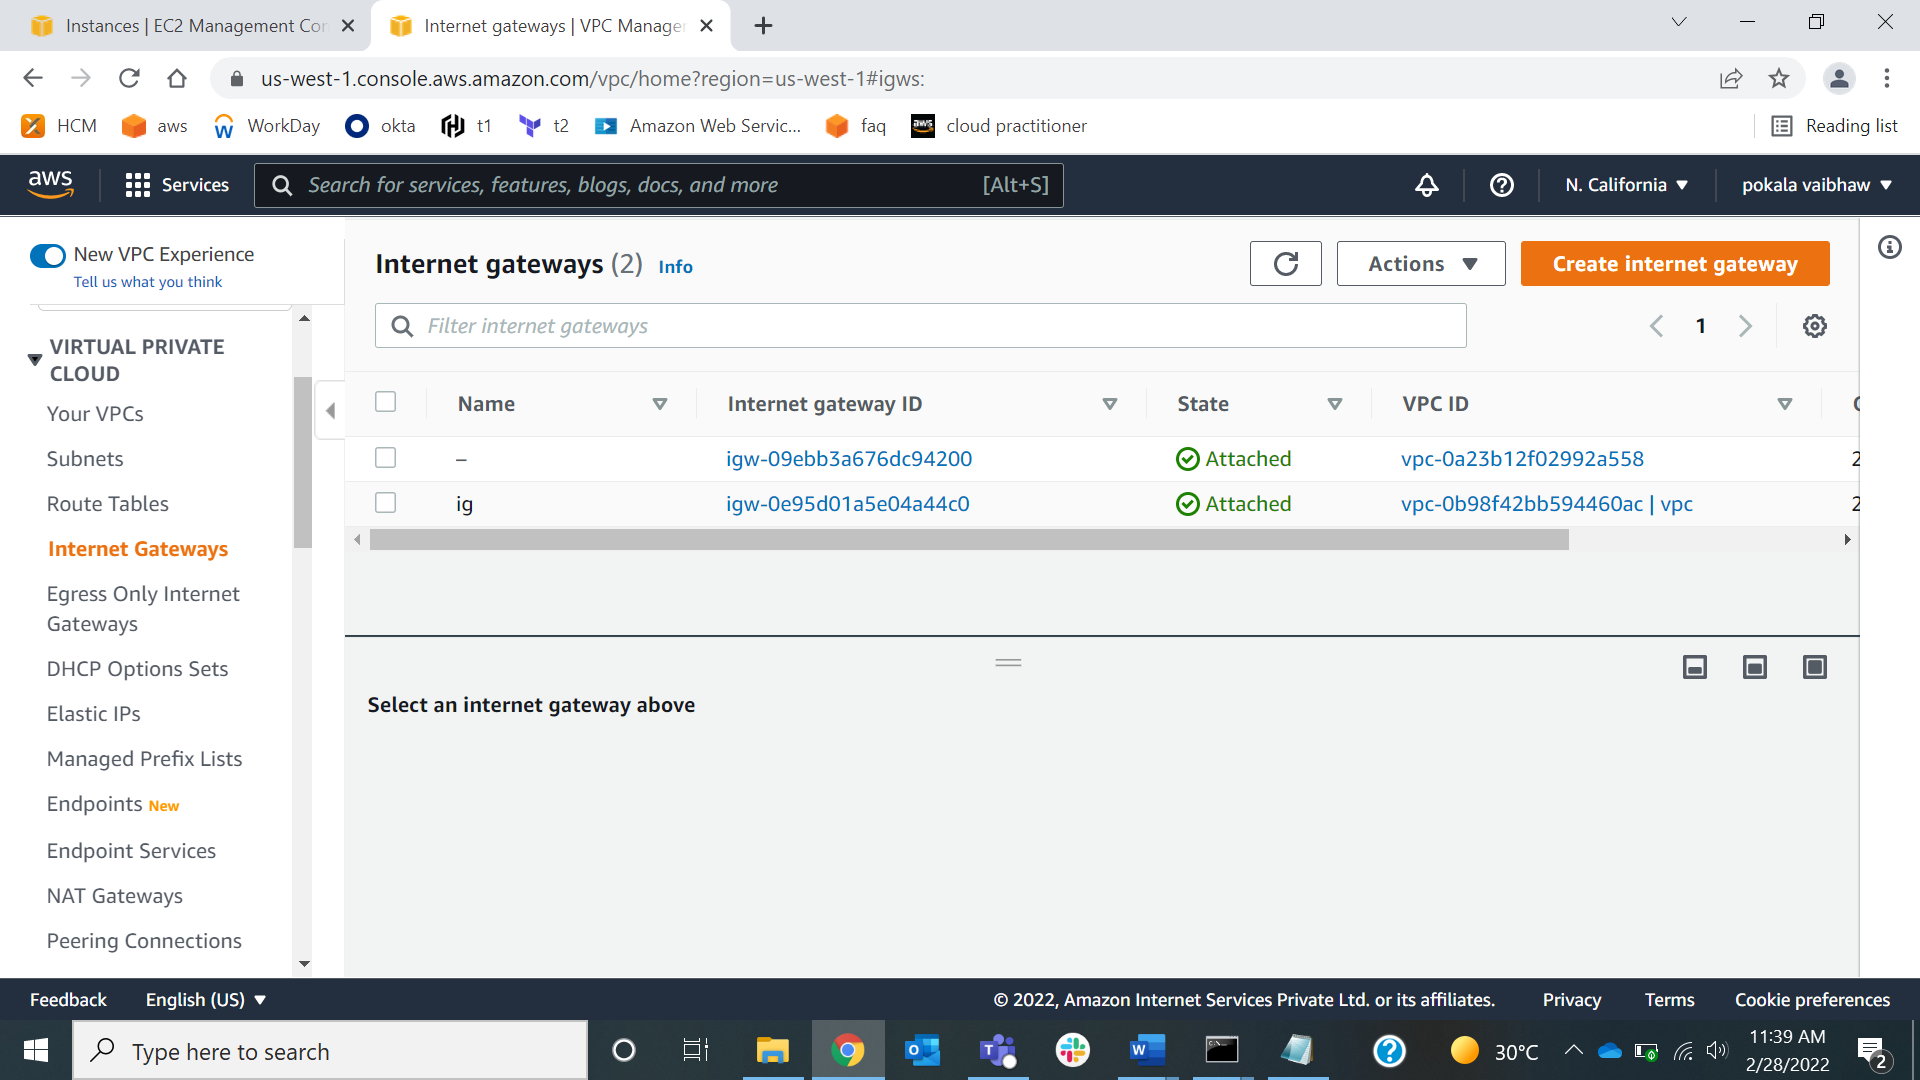 Instances | EC2 Management Con
Internet gateways | VPC Manage
us-west-1.console.aws.amazon.com/vpc/home?region=us-west-1#igws:
HCM
aws
WorkDay
okta
t1
t2
Amazon Web Servic...
faq
cloud practitioner
Reading list
aws
Services
Search for services, features, blogs, docs, and more
[Alt+S]
N. California
pokala vaibhaw
New VPC Experience
Tell us what you think
VIRTUAL PRIVATE
CLOUD
Your VPCs
Subnets
Route Tables
Internet Gateways
Egress Only Internet
Gateways
DHCP Options Sets
Elastic IPs
Managed Prefix Lists
Endpoints New
Endpoint Services
NAT Gateways
Peering Connections
Internet gateways (2) Info
Actions
Create internet gateway
Filter internet gateways
1
Name
Internet gateway ID
State
VPC ID
–
igw-09ebb3a676dc94200
Attached
vpc-0a23b12f02992a558
2
ig
igw-0e95d01a5e04a44c0
Attached
vpc-0b98f42bb594460ac | vpc
2
Select an internet gateway above
Feedback
English (US)
© 2022, Amazon Internet Services Private Ltd. or its affiliates.
Privacy
Terms
Cookie preferences
Type here to search
30°C
11:39 AM
2/28/2022
2